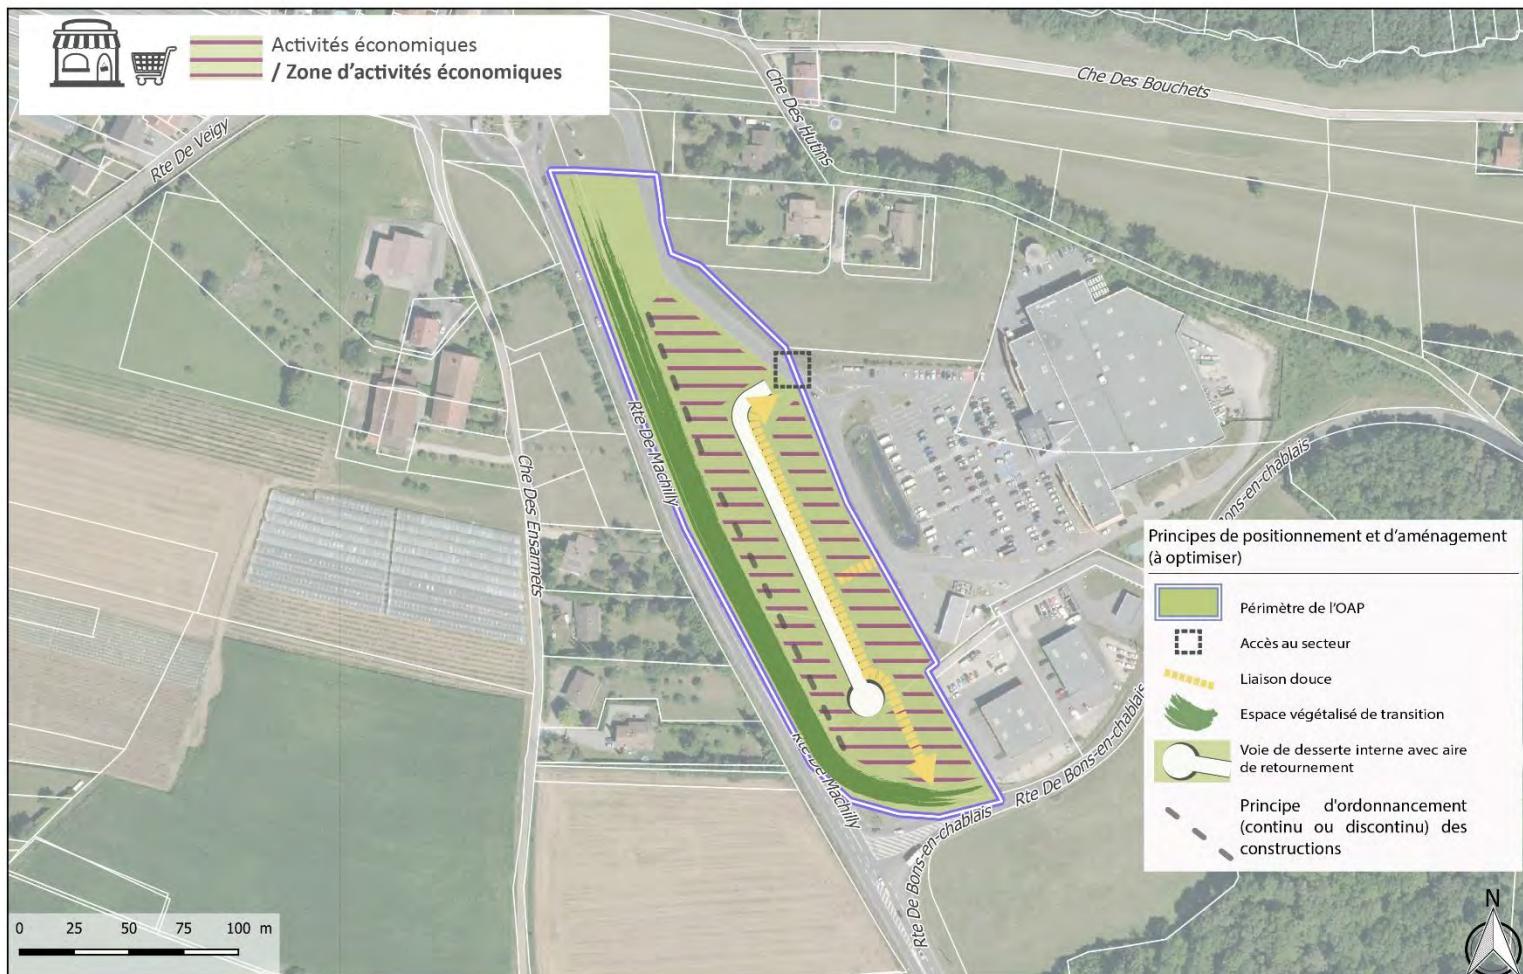 Activités économiques
/ Zone d’activités économiques
Rte De Veigy
Che Des Hutins
Che Des Bouchets
Rte De Machilly
Che Des Ensarmets
ons-en-chablais
Rte De Machilly
Rte De Bons-en-chablais
Rte De Bons-en-chablais
Principes de positionnement et d’aménagement
(à optimiser)
Périmètre de l’OAP
Accès au secteur
Liaison douce
Espace végétalisé de transition
Voie de desserte interne avec aire
de retournement
Principe d'ordonnancement
(continu ou discontinu) des
constructions
0 25 50 75 100 m
N